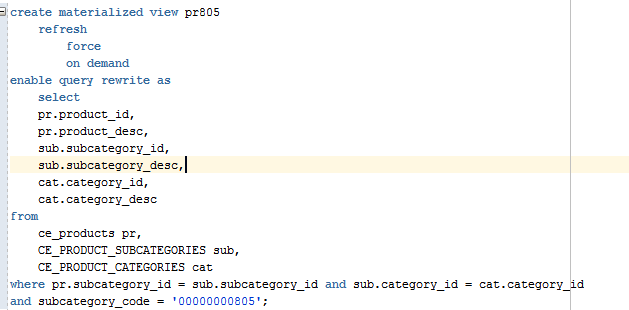 create materialized view pr805
refresh
force
on demand
enable query rewrite as
select
pr.product_id,
pr.product_desc,
sub.subcategory_id,
sub.subcategory_desc,
cat.category_id,
cat.category_desc
from
ce_products pr,
CE_PRODUCT_SUBCATEGORIES sub,
CE_PRODUCT_CATEGORIES cat
where pr.subcategory_id = sub.subcategory_id and sub.category_id = cat.category_id
and subcategory_code = '00000000805';